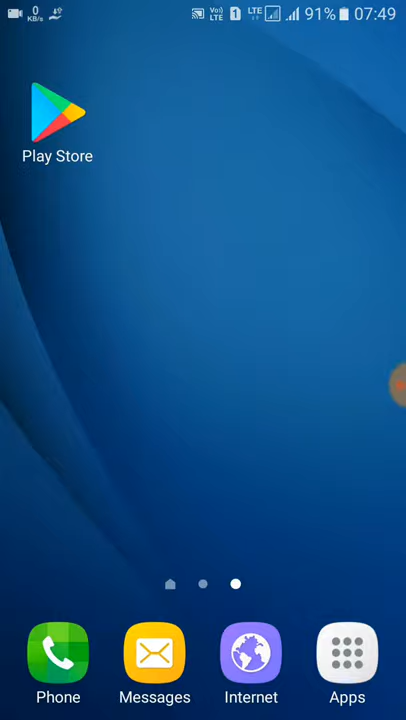 0 KB/s Vo)) LTE 1 LTE 91% 07:49
Play Store
Phone Messages Internet Apps